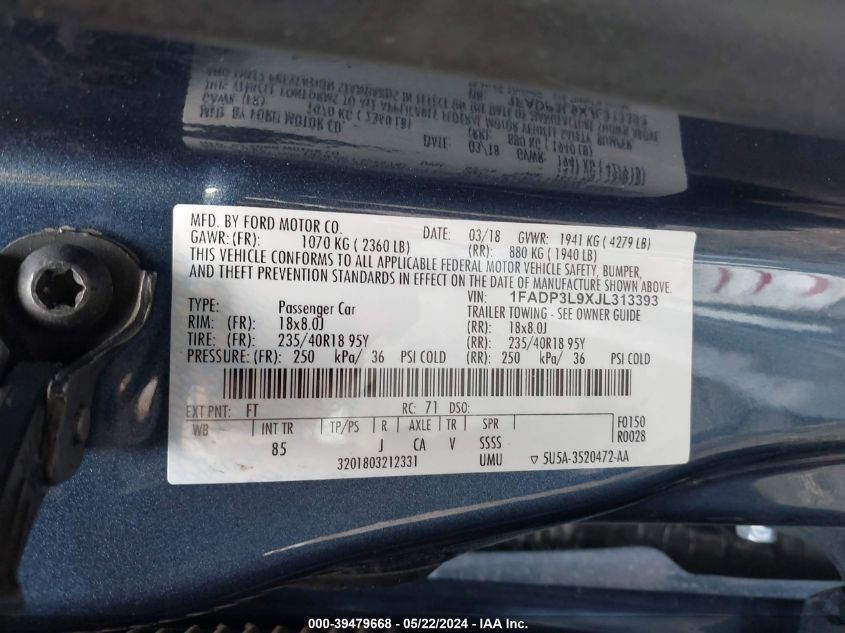 MFD. BY FORD MOTOR CO. DATE: 03/18 GVWR: 1941 KG ( 4279 LB)
GAWR: (FR): 1070 KG ( 2360 LB) (RR): 880 KG ( 1940 LB)
THIS VEHICLE CONFORMS TO ALL APPLICABLE FEDERAL MOTOR VEHICLE SAFETY, BUMPER,
AND THEFT PREVENTION STANDARDS IN EFFECT ON THE DATE OF MANUFACTURE SHOWN ABOVE.
VIN: 1FADP3L9XJL313393
TYPE: Passenger Car TRAILER TOWING - SEE OWNER GUIDE
RIM: (FR): 18x8.0J (RR): 18x8.0J
TIRE: (FR): 235/40R18 95Y (RR): 235/40R18 95Y
PRESSURE: (FR): 250 kPa/ 36 PSI COLD (RR): 250 kPa/ 36 PSI COLD
EXT PNT: FT RC: 71 DSO:
WB INT TR TP/PS R AXLE TR SPR F0150
85 J CA V SSSS R0028
3201803212331 UMU ▽ 5U5A-3520472-AA
000-39479668 - 05/22/2024 - IAA Inc.